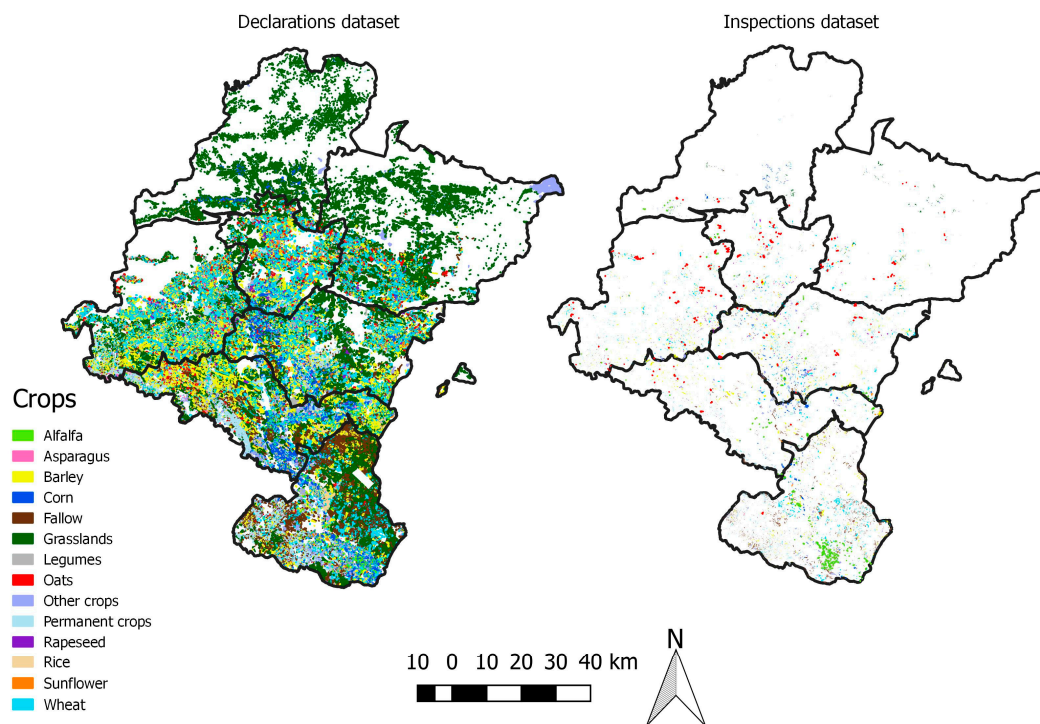 Declarations dataset
Inspections dataset
Crops
Alfalfa
Asparagus
Barley
Corn
Fallow
Grasslands
Legumes
Oats
Other crops
Permanent crops
Rapeseed
Rice
Sunflower
Wheat
10 0 10 20 30 40 km
N